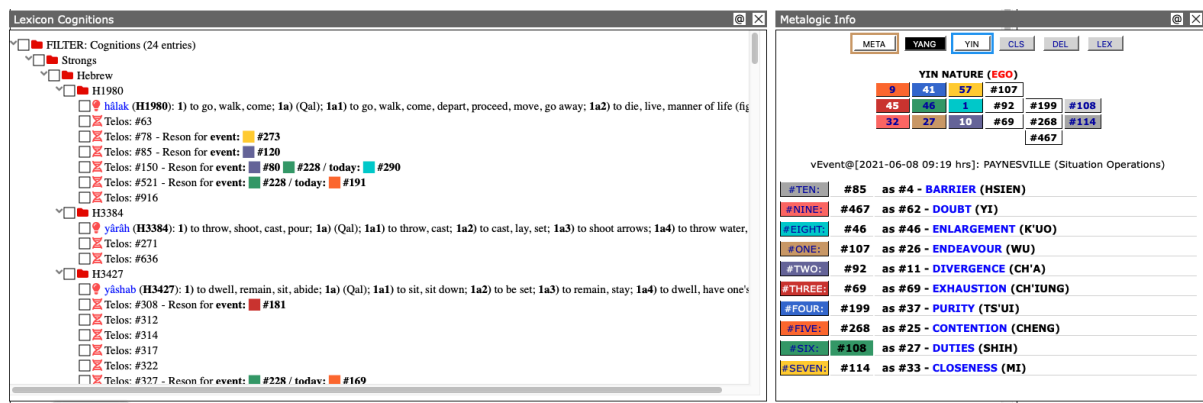 Lexicon Cognitions @
FILTER: Cognitions (24 entries)
Strongs
Hebrew
H1980
hâlak (H1980): 1) to go, walk, come; 1a) (Qal); 1a1) to go, walk, come, depart, proceed, move, go away; 1a2) to die, live, manner of life (fig
Telos: #63
Telos: #78 - Reson for event: #273
Telos: #85 - Reson for event: #120
Telos: #150 - Reson for event: #80 #228 / today: #290
Telos: #521 - Reson for event: #228 / today: #191
Telos: #916
H3384
yârâh (H3384): 1) to throw, shoot, cast, pour; 1a) (Qal); 1a1) to throw, cast; 1a2) to cast, lay, set; 1a3) to shoot arrows; 1a4) to throw water,
Telos: #271
Telos: #636
H3427
yâshab (H3427): 1) to dwell, remain, sit, abide; 1a) (Qal); 1a1) to sit, sit down; 1a2) to be set; 1a3) to remain, stay; 1a4) to dwell, have one's
Telos: #308 - Reson for event: #181
Telos: #312
Telos: #314
Telos: #317
Telos: #322
Telos: #327 - Reson for event: #228 / today: #169
Metalogic Info @
META YANG YIN CLS DEL LEX
YIN NATURE (EGO)
9 41 57 #107
45 46 1 #92 #199 #108
32 27 10 #69 #268 #114
#467
vEvent@[2021-06-08 09:19 hrs]: PAYNESVILLE (Situation Operations)
#TEN: #85 as #4 - BARRIER (HSIEN)
#NINE: #467 as #62 - DOUBT (YI)
#EIGHT: #46 as #46 - ENLARGEMENT (K'UO)
#ONE: #107 as #26 - ENDEAVOUR (WU)
#TWO: #92 as #11 - DIVERGENCE (CH'A)
#THREE: #69 as #69 - EXHAUSTION (CH'IUNG)
#FOUR: #199 as #37 - PURITY (TS'UI)
#FIVE: #268 as #25 - CONTENTION (CHENG)
#SIX: #108 as #27 - DUTIES (SHIH)
#SEVEN: #114 as #33 - CLOSENESS (MI)